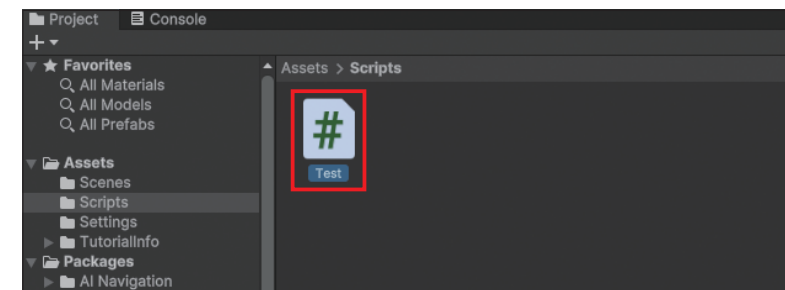 Project Console
Favorites
All Materials
All Models
All Prefabs
Assets
Scenes
Scripts
Settings
TutorialInfo
Packages
AI Navigation
Assets > Scripts
#
Test